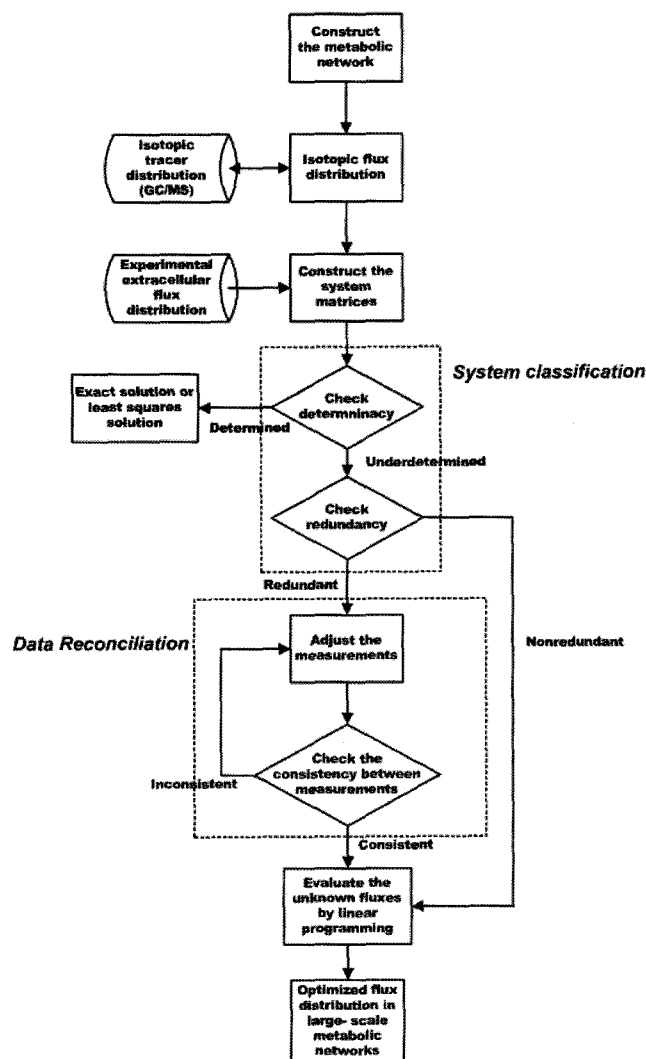 Construct
the metabolic
network
Isotopic
tracer
distribution
(GC/MS)
Isotopic flux
distribution
Experimental
extracellular
flux
distribution
Construct the
system
matrices
System classification
Exact solution or
least squares
solution
Check
determninacy
Determined
Underdetermined
Check
redundancy
Redundant
Data Reconciliation
Adjust the
measurements
Nonredundant
Check the
consistency between
measurements
Inconsistent
Consistent
Evaluate the
unknown fluxes
by linear
programming
Optimized flux
distribution in
large- scale
metabolic
networks